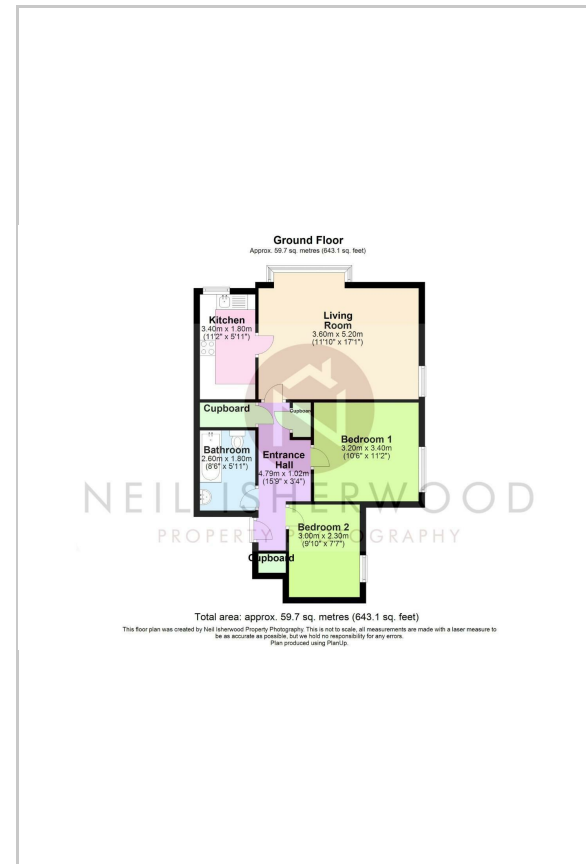 Ground Floor
Approx. 59.7 sq. metres (643.1 sq. feet)
Kitchen
3.40m x 1.80m
(11'2" x 5'11")
Living
Room
3.60m x 5.20m
(11'10" x 17'1")
Cupboard
Cupboard
Bathroom
2.60m x 1.80m
(8'6" x 5'11")
Entrance
Hall
4.79m x 1.02m
(15'9" x 3'4")
Bedroom 1
3.20m x 3.40m
(10'6" x 11'2")
NEIL ISHERWOOD
PROPERTY PHOTOGRAPHY
Bedroom 2
3.00m x 2.30m
(9'10" x 7'7")
Cupboard
Total area: approx. 59.7 sq. metres (643.1 sq. feet)
This floor plan was created by Neil Isherwood Property Photography. This is not to scale, all measurements are made with a laser measure to
be as accurate as possible, but we hold no responsibility for any errors.
Plan produced using PlanUp.